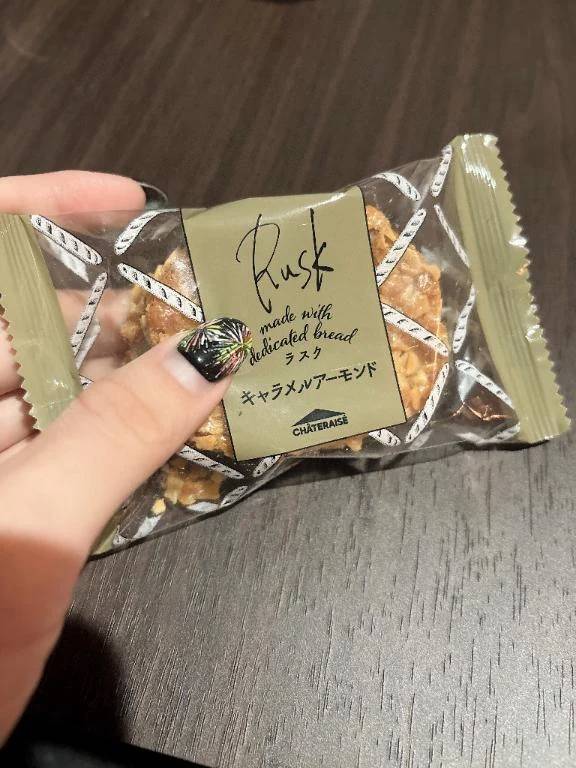 Rusk
made with
dedicated bread
ラスク
キャラメルアーモンド
CHÂTERAISÉ